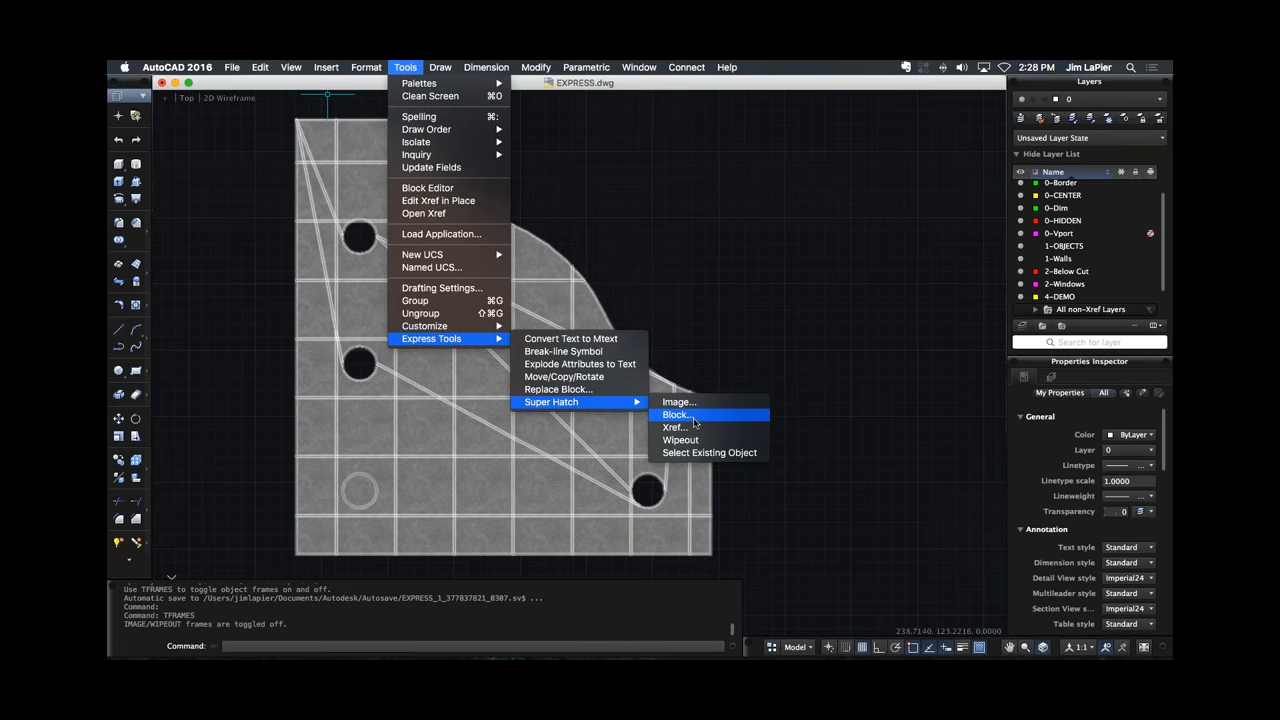 AutoCAD 2016 File Edit View Insert Format Tools Draw Dimension Modify Parametric Window Connect Help 2:28 PM Jim LaPier
EXPRESS.dwg
Top 2D Wireframe
Palettes
Clean Screen ⌘0
Spelling ⌘:
Draw Order
Isolate
Inquiry
Update Fields
Block Editor
Edit Xref in Place
Open Xref
Load Application...
New UCS
Named UCS...
Drafting Settings...
Group ⌘G
Ungroup ⇧⌘G
Customize
Express Tools
Convert Text to Mtext
Break-line Symbol
Explode Attributes to Text
Move/Copy/Rotate
Replace Block...
Super Hatch
Image...
Block...
Xref...
Wipeout
Select Existing Object
Layers
0
Unsaved Layer State
Hide Layer List
Name
0-Border
0-CENTER
0-Dim
0-HIDDEN
0-Vport
1-OBJECTS
1-Walls
2-Below Cut
2-Windows
4-DEMO
All non-Xref Layers
Search for layer
Properties Inspector
My Properties All
General
Color ByLayer
Layer 0
Linetype
Linetype scale 1.0000
Lineweight
Transparency 0
Annotation
Text style Standard
Dimension style Standard
Detail View style Imperial24
Multileader style Standard
Section View s... Imperial24
Table style Standard
Use TFRAMES to toggle object frames on and off.
Automatic save to /Users/jimlapier/Documents/Autodesk/Autosave/EXPRESS_1_377837821_0307.sv$ ...
Command:
Command: TFRAMES
IMAGE/WIPEOUT frames are toggled off.
Command:
238.7140, 123.2216, 0.0000
Model 1:1